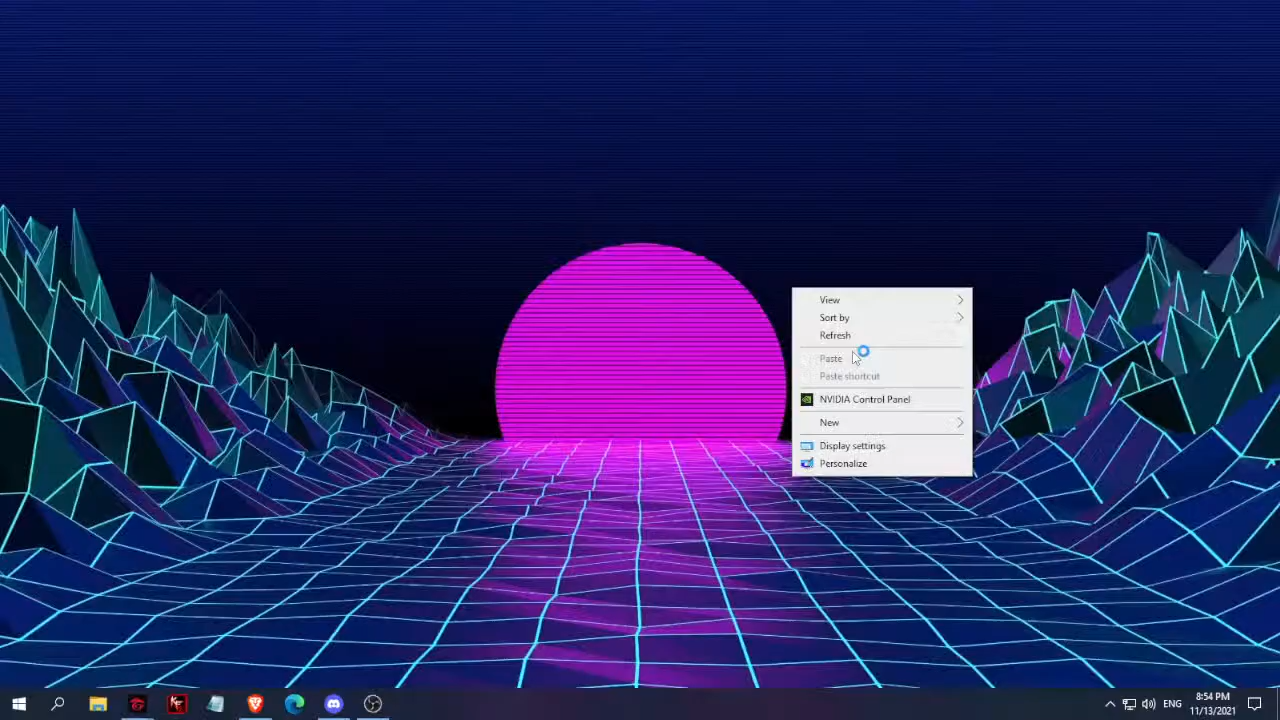 View
Sort by
Refresh
Paste
Paste shortcut
NVIDIA Control Panel
New
Display settings
Personalize
ENG
8:54 PM
11/13/2021